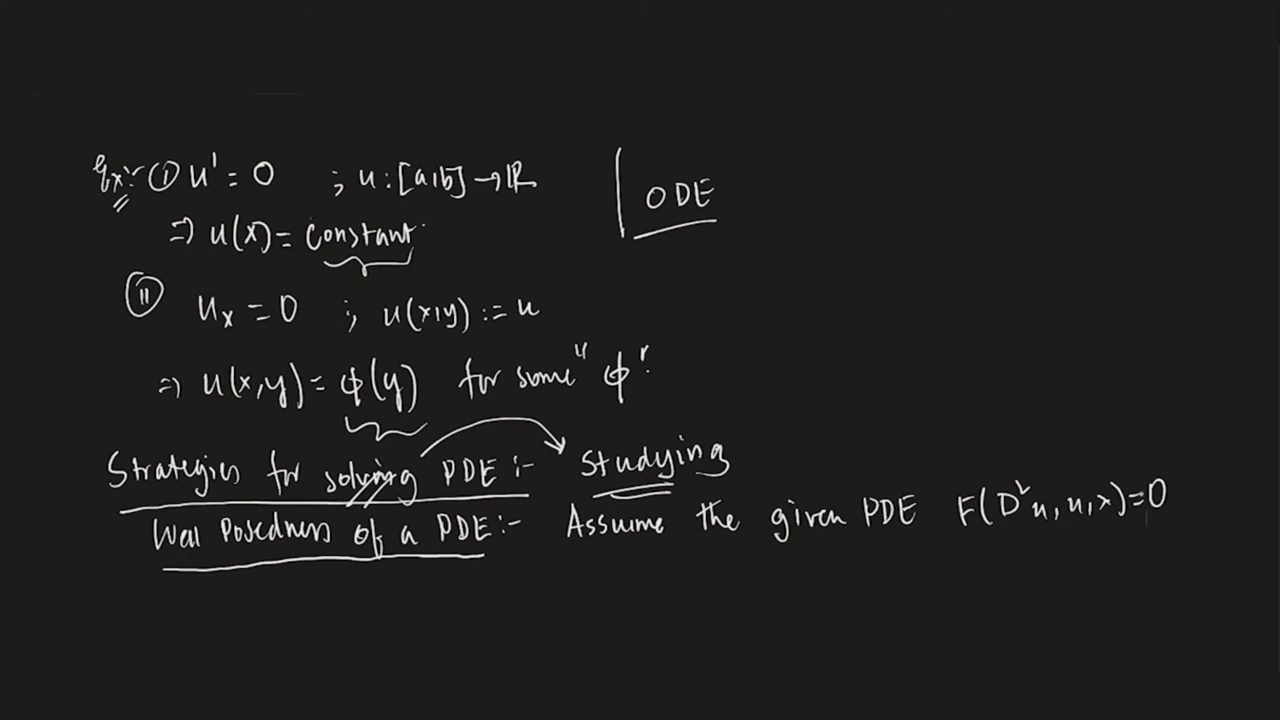 Ex:- (i) u' = 0 ; u : [a,b] → ℝ | ODE
⇒ u(x) = constant.
(ii) uₓ = 0 ; u(x,y) := u
⇒ u(x,y) = ϕ(y) for some "ϕ".
Strategies for solving PDE :- Studying
Well Posedness of a PDE :- Assume the given PDE F(D²u, u, x) = 0